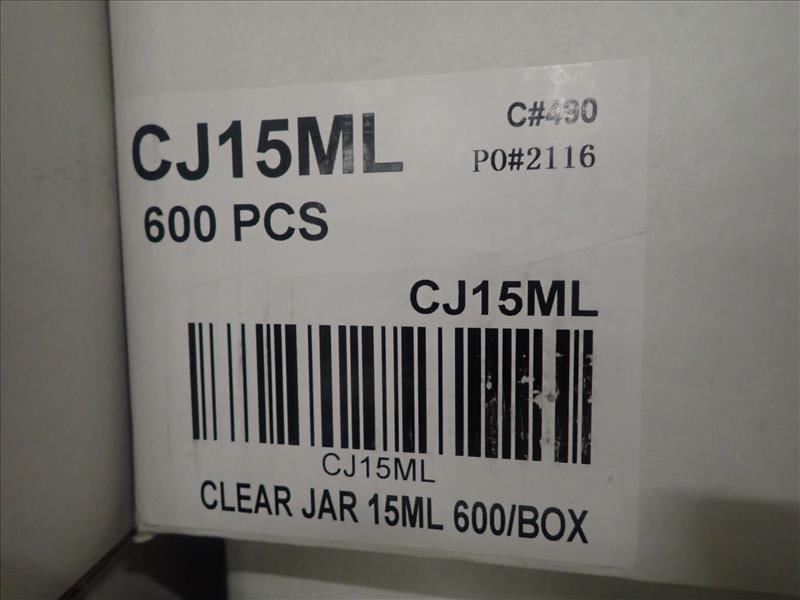 CJ15ML
C#490
PO#2116
600 PCS
CJ15ML
CJ15ML
CLEAR JAR 15ML 600/BOX